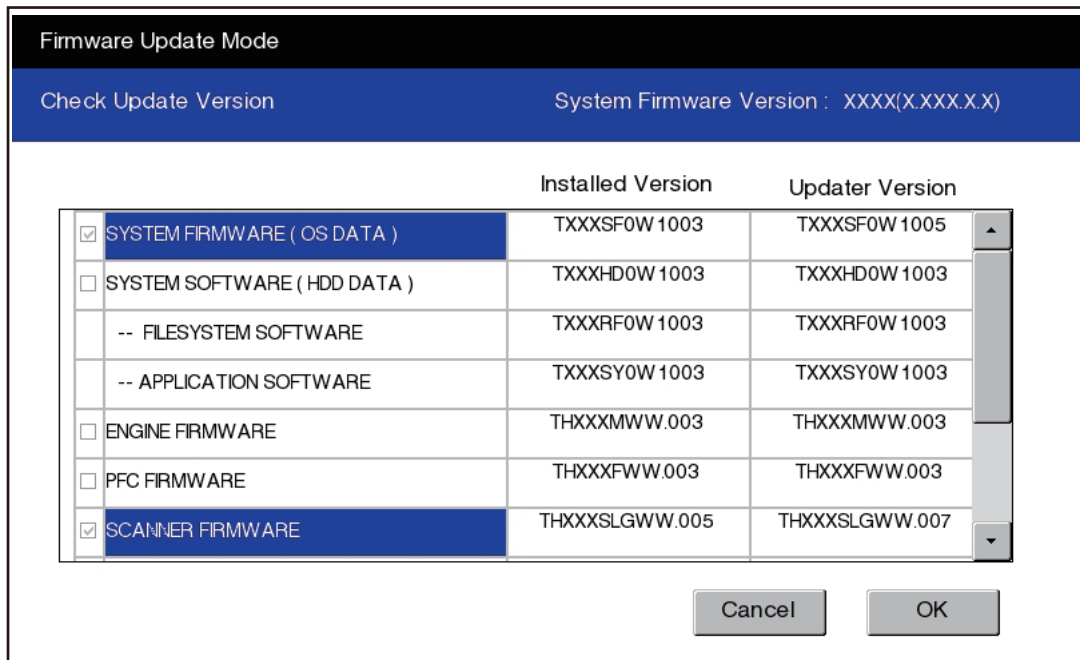 Firmware Update Mode
Check Update Version System Firmware Version : XXXX(X.XXX.X.X)
Installed Version Updater Version
SYSTEM FIRMWARE ( OS DATA ) TXXXSF0W1003 TXXXSF0W1005
SYSTEM SOFTWARE ( HDD DATA ) TXXXHD0W1003 TXXXHD0W1003
-- FILESYSTEM SOFTWARE TXXXRF0W1003 TXXXRF0W1003
-- APPLICATION SOFTWARE TXXXSY0W1003 TXXXSY0W1003
ENGINE FIRMWARE THXXXMWW.003 THXXXMWW.003
PFC FIRMWARE THXXXFWW.003 THXXXFWW.003
SCANNER FIRMWARE THXXXSLGWW.005 THXXXSLGWW.007
Cancel OK